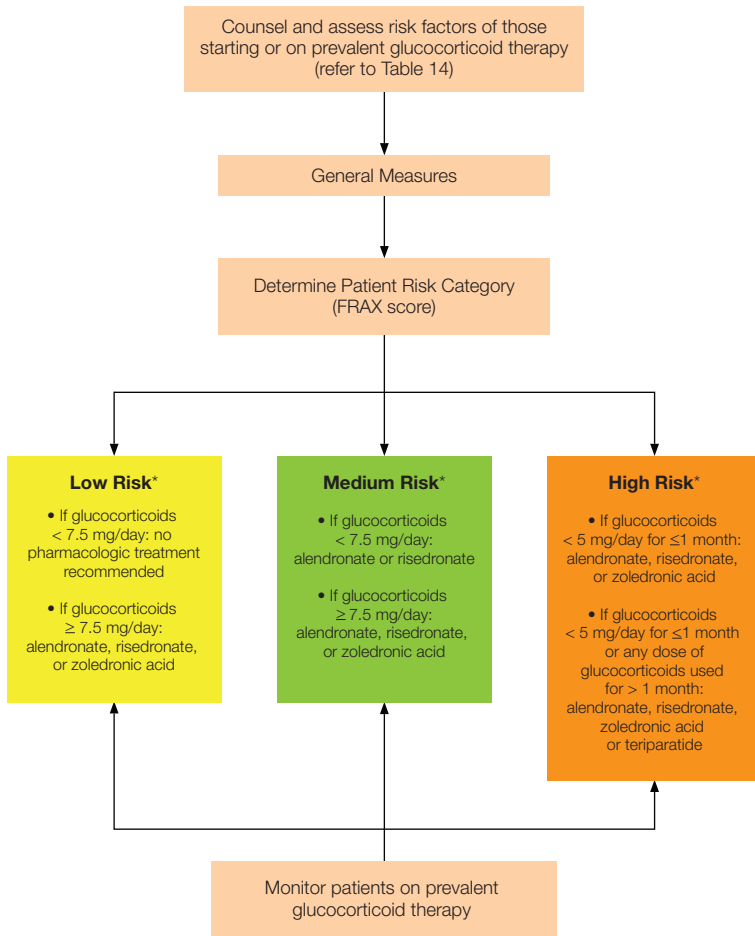 Counsel and assess risk factors of those
starting or on prevalent glucocorticoid therapy
(refer to Table 14)
General Measures
Determine Patient Risk Category
(FRAX score)
Low Risk*
• If glucocorticoids
< 7.5 mg/day: no
pharmacologic treatment
recommended
• If glucocorticoids
≥ 7.5 mg/day:
alendronate, risedronate,
or zoledronic acid
Medium Risk*
• If glucocorticoids
< 7.5 mg/day:
alendronate or risedronate
• If glucocorticoids
≥ 7.5 mg/day:
alendronate, risedronate,
or zoledronic acid
High Risk*
• If glucocorticoids
< 5 mg/day for ≤1 month:
alendronate, risedronate,
or zoledronic acid
• If glucocorticoids
< 5 mg/day for ≤1 month
or any dose of
glucocorticoids used
for > 1 month:
alendronate, risedronate,
zoledronic acid
or teriparatide
Monitor patients on prevalent
glucocorticoid therapy